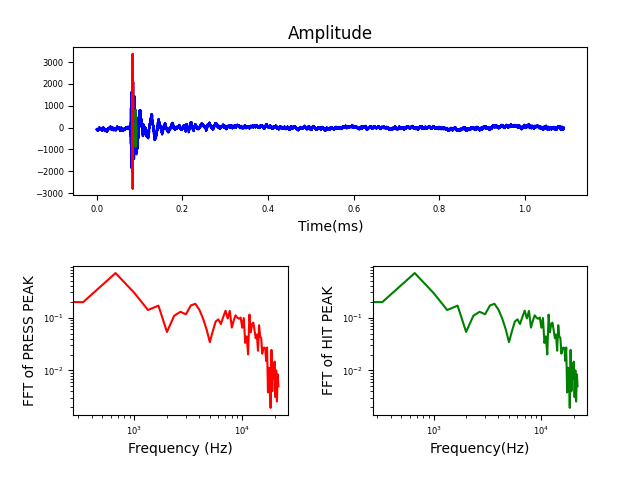 Amplitude
3000
2000
1000
0
−1000
−2000
−3000
0.0 0.2 0.4 0.6 0.8 1.0
Time(ms)
FFT of PRESS PEAK
10⁻¹
10⁻²
10³ 10⁴
Frequency (Hz)
FFT of HIT PEAK
10⁻¹
10⁻²
10³ 10⁴
Frequency(Hz)